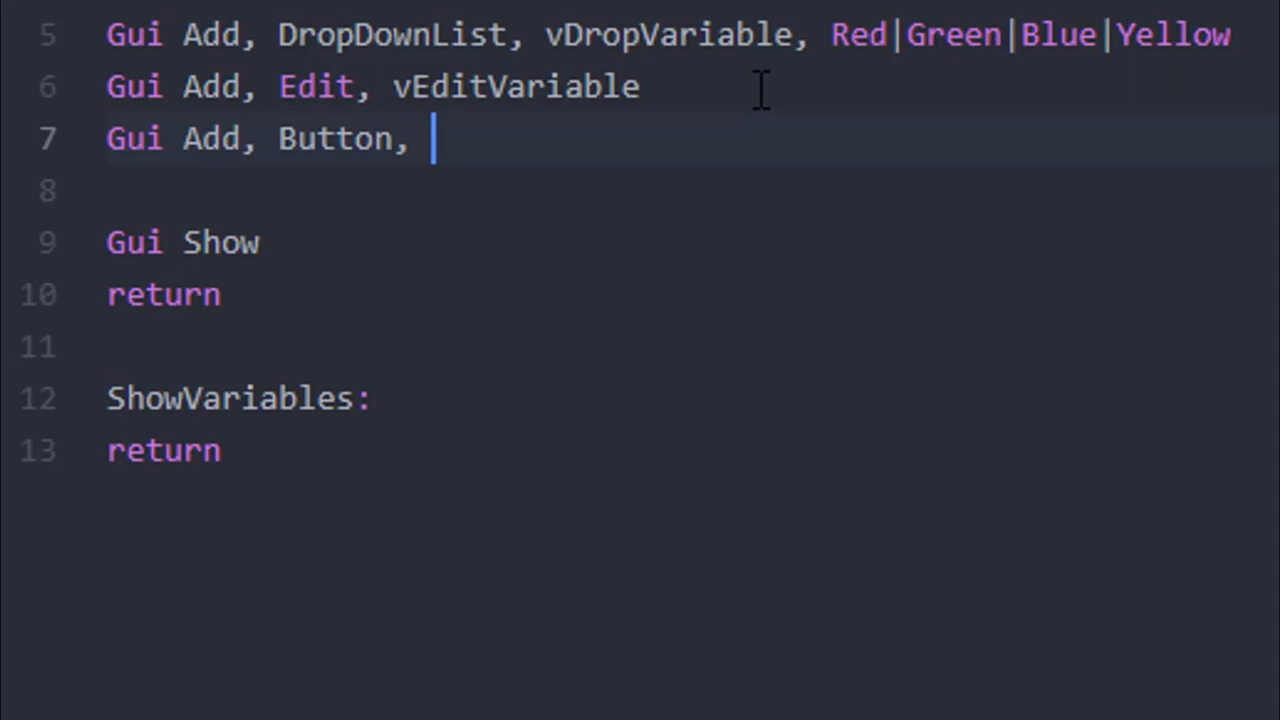 5 Gui Add, DropDownList, vDropVariable, Red|Green|Blue|Yellow
6 Gui Add, Edit, vEditVariable
7 Gui Add, Button,
8
9 Gui Show
10 return
11
12 ShowVariables:
13 return